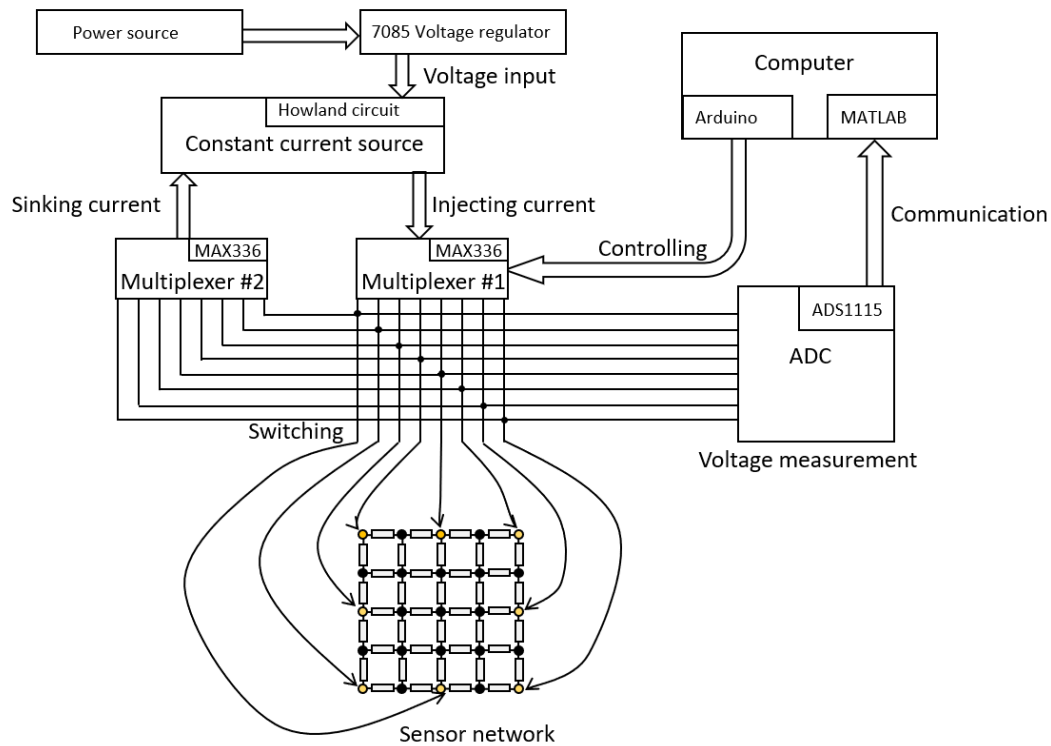 Power source
7085 Voltage regulator
Voltage input
Computer
Arduino
MATLAB
Howland circuit
Constant current source
Sinking current
Injecting current
Communication
Controlling
MAX336
Multiplexer #2
MAX336
Multiplexer #1
ADS1115
ADC
Switching
Voltage measurement
Sensor network